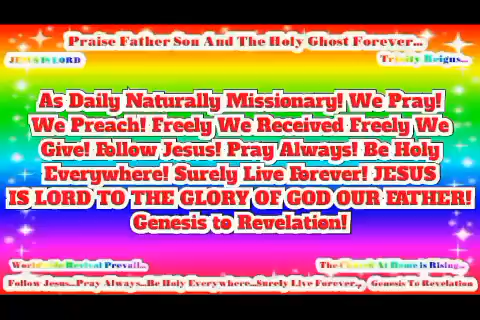 Praise Father Son And The Holy Ghost Forever...
JESUS IS LORD
Trinity Reigns...
As Daily Naturally Missionary! We Pray!
We Preach! Freely We Received Freely We
Give! Follow Jesus! Pray Always! Be Holy
Everywhere! Surely Live Forever! JESUS
IS LORD TO THE GLORY OF GOD OUR FATHER!
Genesis to Revelation!
Worldwide Revival Prevail...
The Church At Home is Rising...
Follow Jesus...Pray Always...Be Holy Everywhere...Surely Live Forever...
Genesis To Revelation